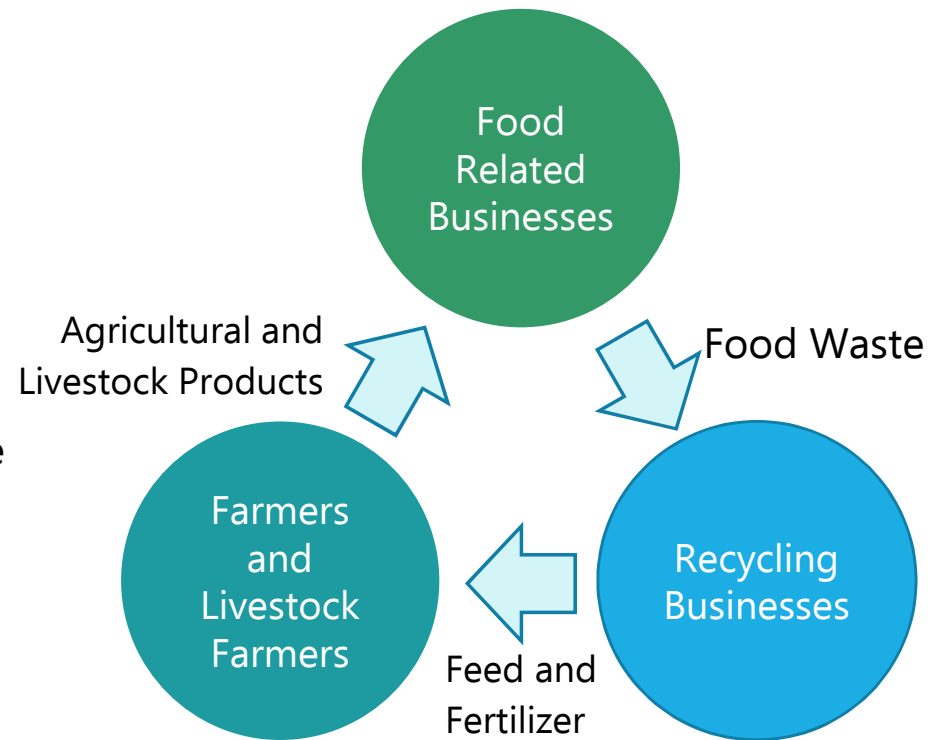 Food
Related
Businesses
Agricultural and
Livestock Products
Food Waste
e
Farmers
and
Livestock
Farmers
Recycling
Businesses
Feed and
Fertilizer